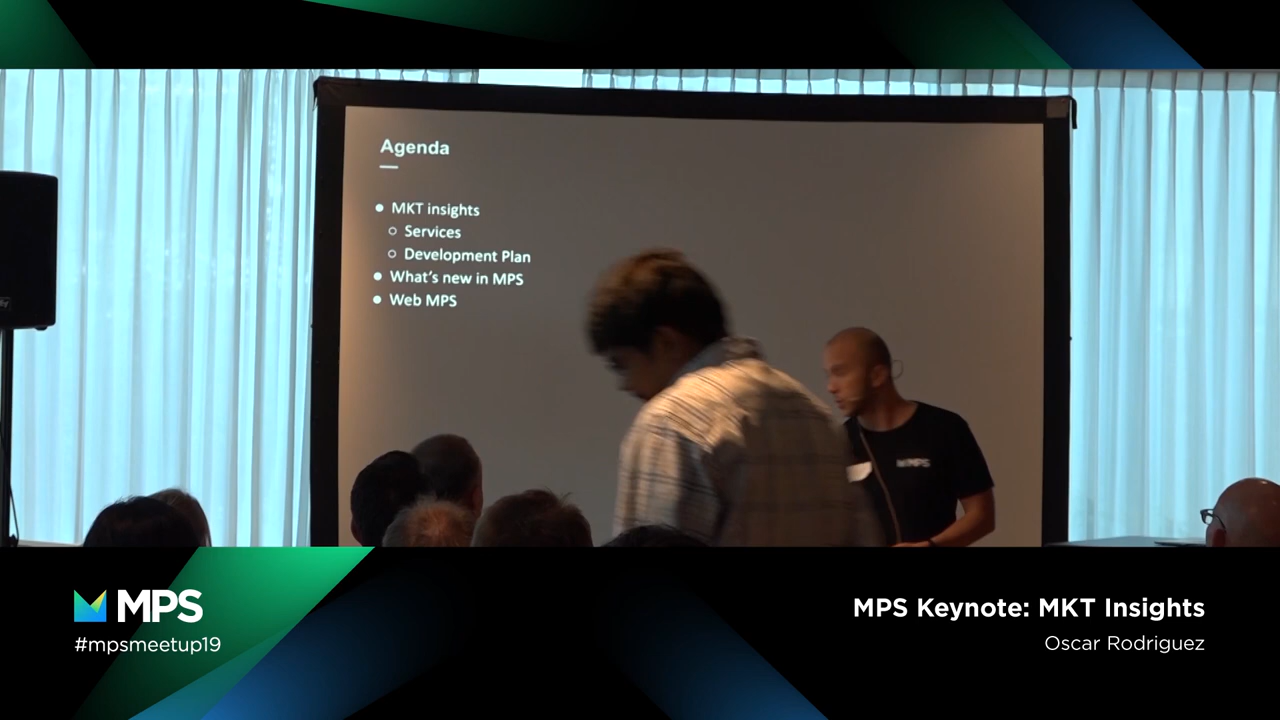 Agenda
MKT insights
Services
Development Plan
What's new in MPS
Web MPS
MPS
MPS
#mpsmeetup19
MPS Keynote: MKT Insights
Oscar Rodriguez